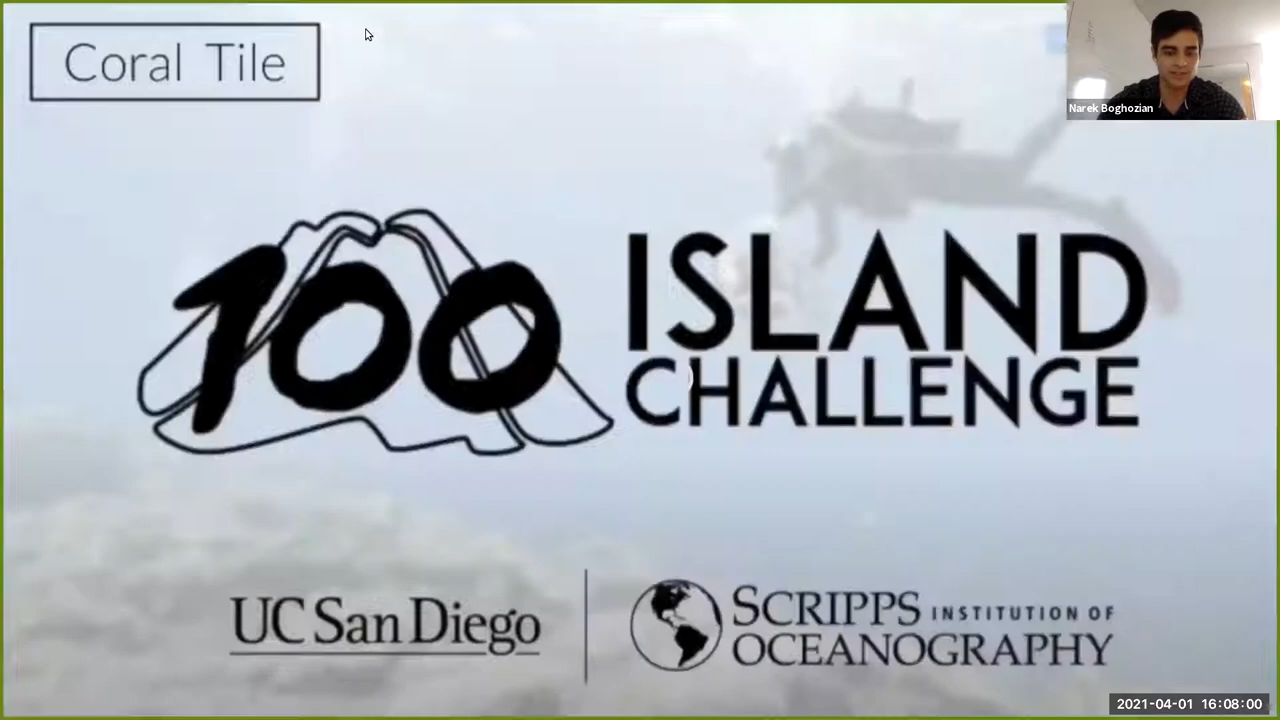 Coral Tile
Narek Boghozian
100 ISLAND
CHALLENGE
UC San Diego
SCRIPPS INSTITUTION OF
OCEANOGRAPHY
2021-04-01 16:08:00